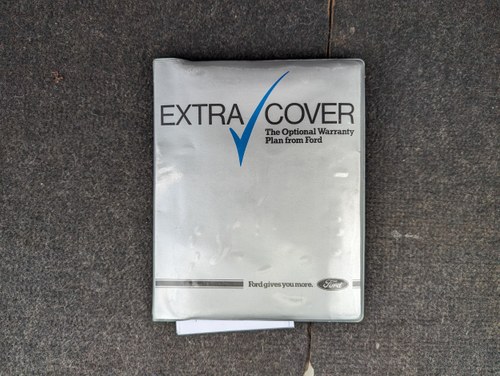 EXTRA COVER
The Optional Warranty
Plan from Ford
Ford gives you more. Ford